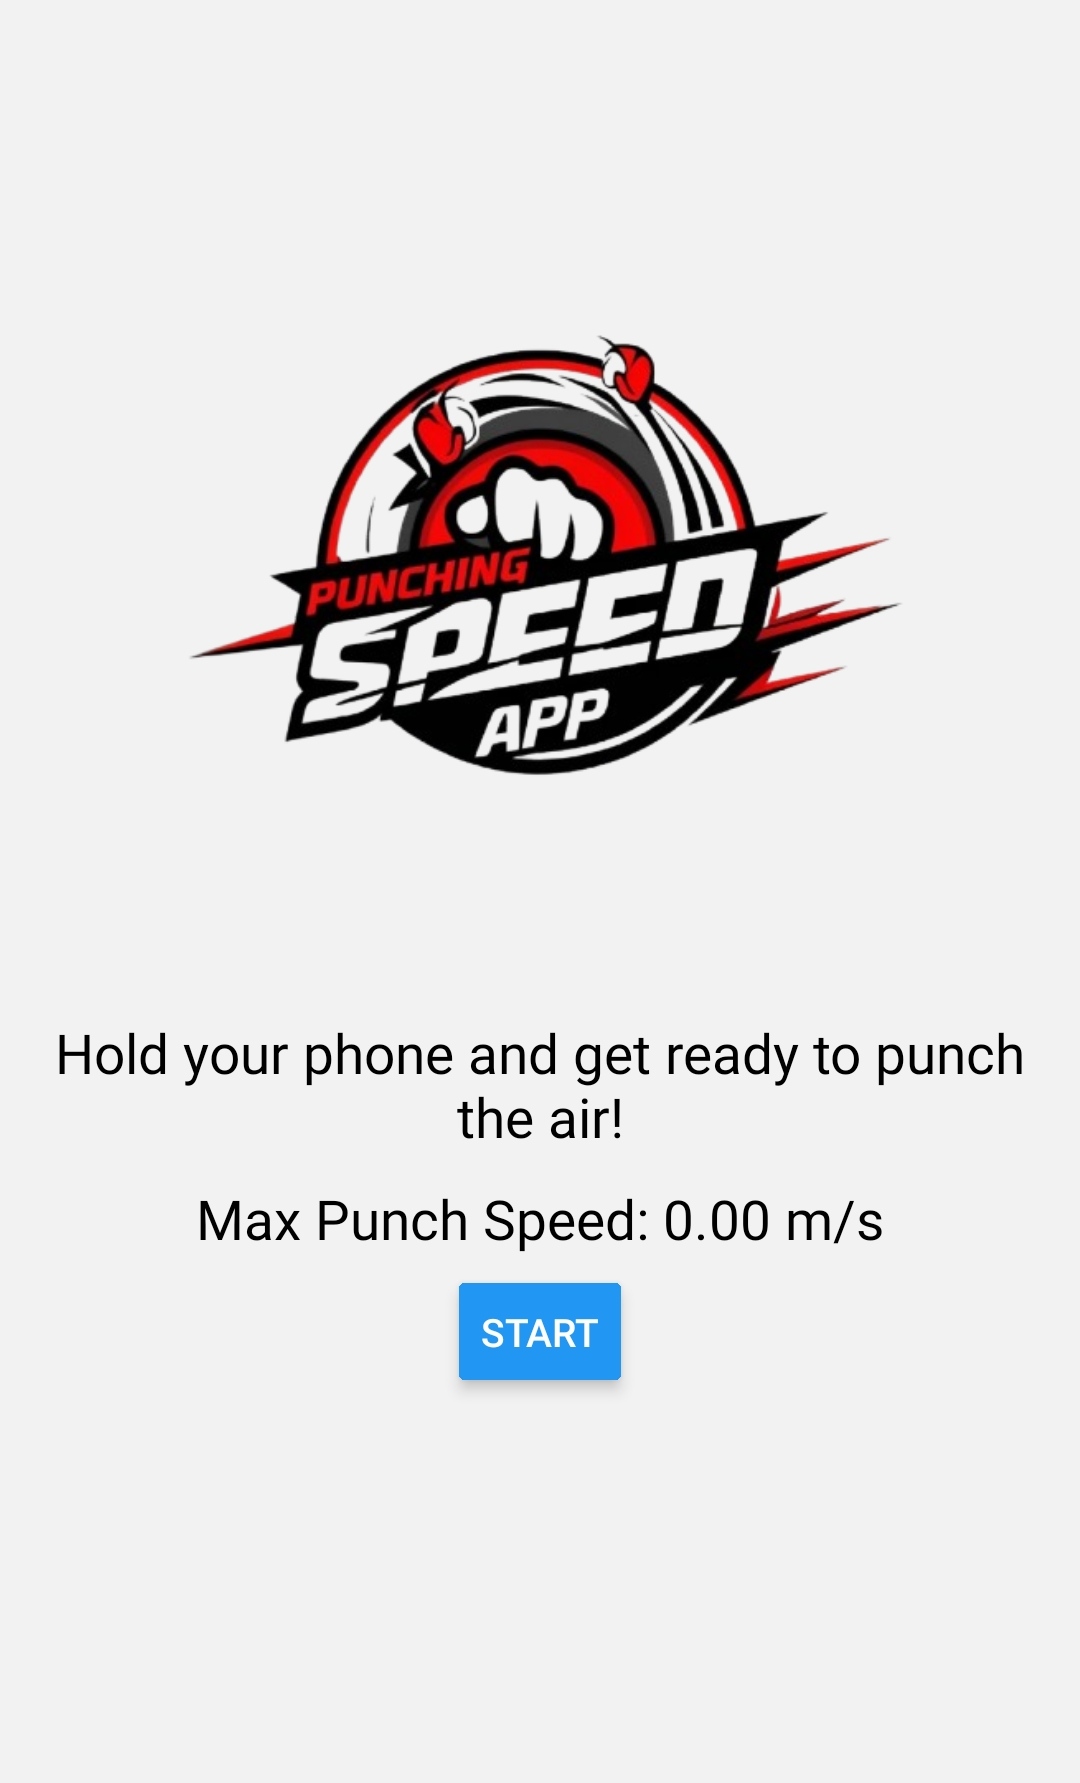 PUNCHING
SPEED
APP
Hold your phone and get ready to punch
the air!
Max Punch Speed: 0.00 m/s
START